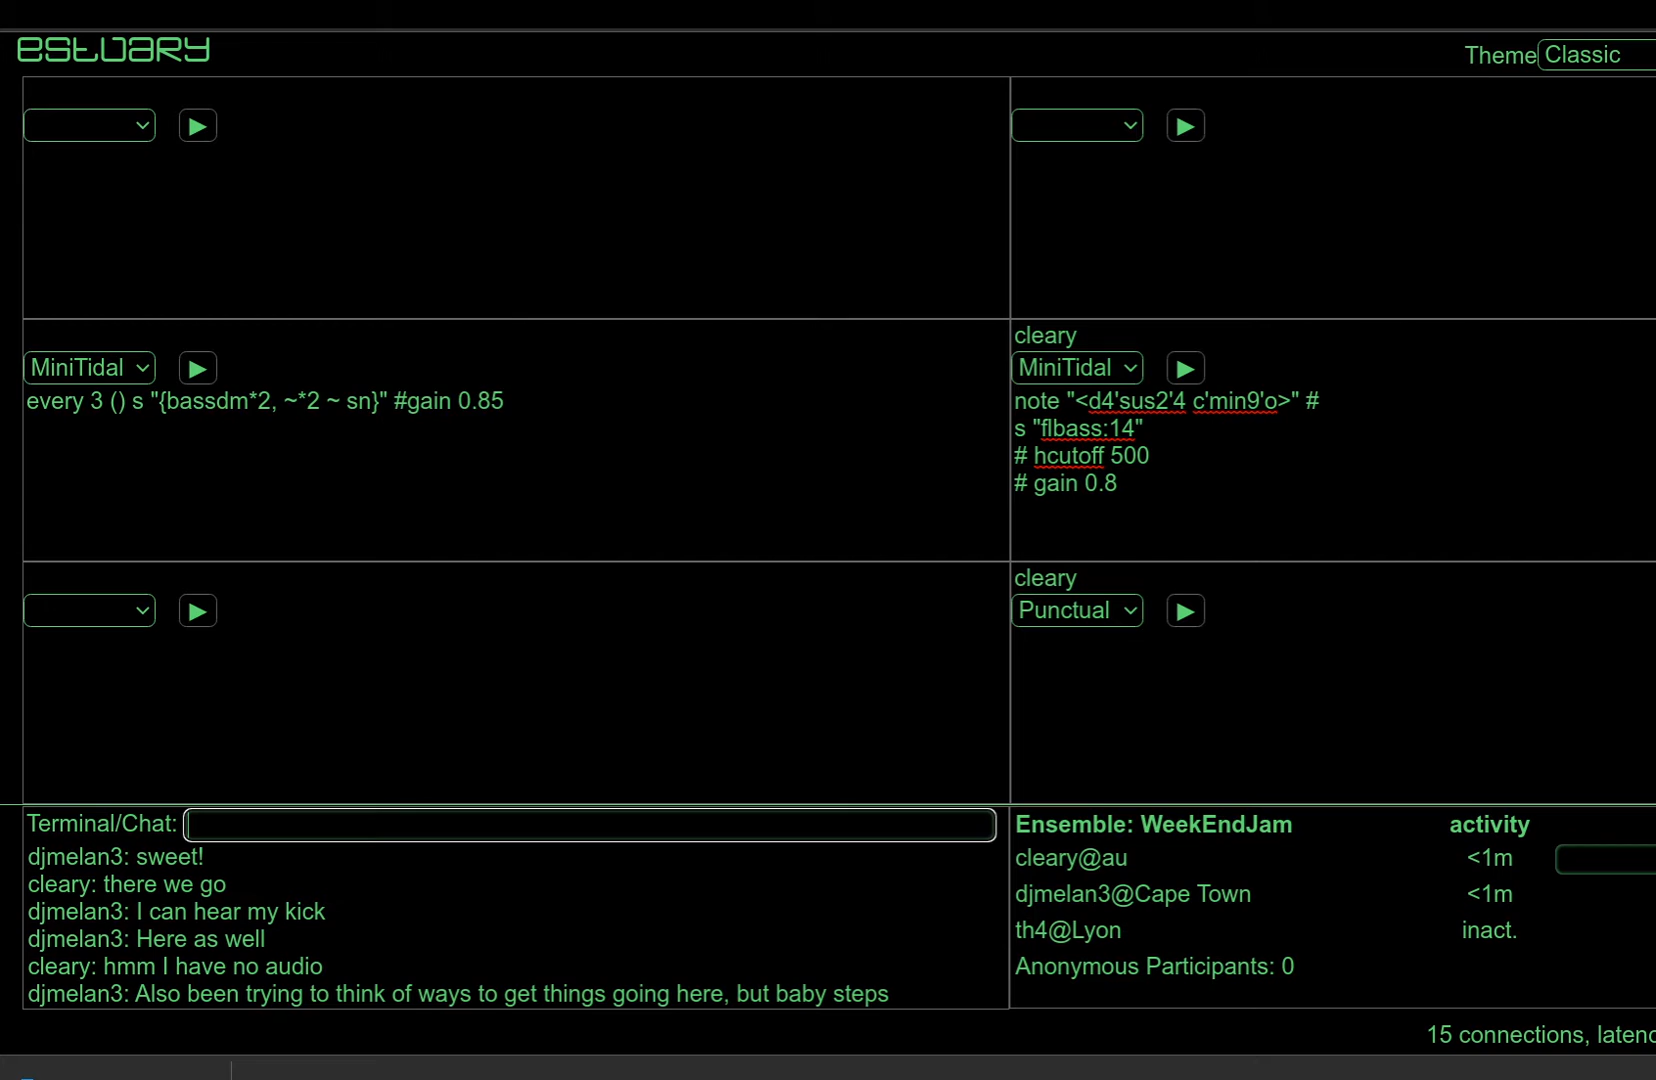 estuary
Theme Classic
MiniTidal
every 3 () s "{bassdm*2, ~*2 ~ sn}" #gain 0.85
cleary
MiniTidal
note "<d4'sus2'4 c'min9'o>" #
s "flbass:14"
# hcutoff 500
# gain 0.8
cleary
Punctual
Terminal/Chat:
djmelan3: sweet!
cleary: there we go
djmelan3: I can hear my kick
djmelan3: Here as well
cleary: hmm I have no audio
djmelan3: Also been trying to think of ways to get things going here, but baby steps
Ensemble: WeekEndJam activity
cleary@au <1m
djmelan3@Cape Town <1m
th4@Lyon inact.
Anonymous Participants: 0
15 connections, latenc